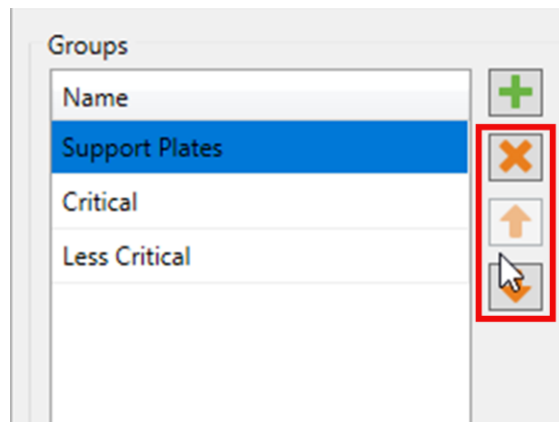 Groups
Name
Support Plates
Critical
Less Critical